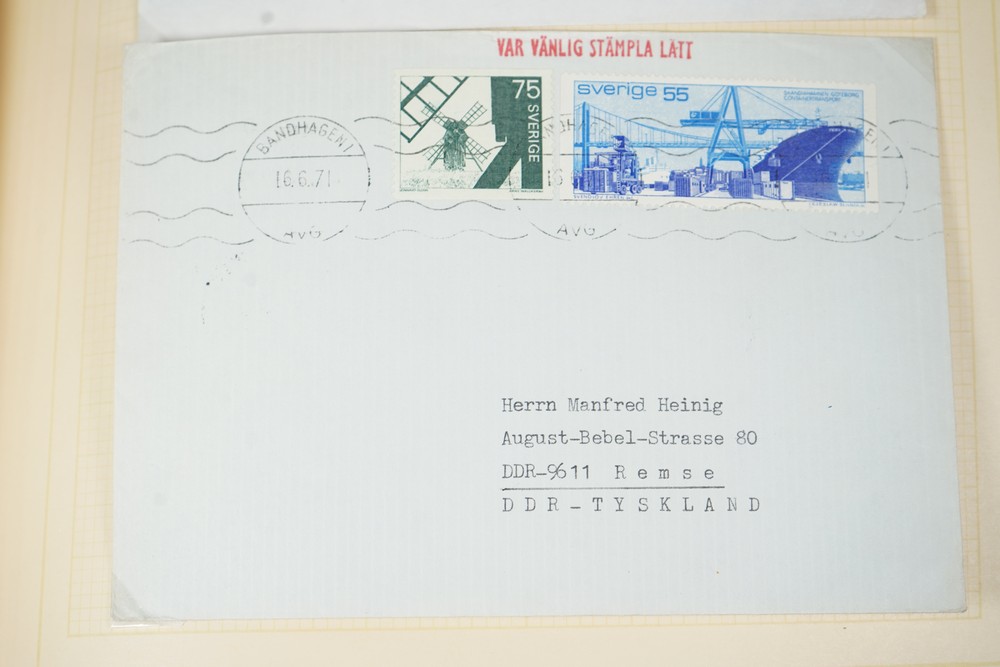 VAR VÄNLIG STÄMPLA LÄTT
75 SVERIGE
sverige 55
BANDHAGEN 1
16.6.71
AVG
AVG
AVG
Herrn Manfred Heinig
August-Bebel-Strasse 80
DDR-9611 Remse
DDR-TYSKLAND